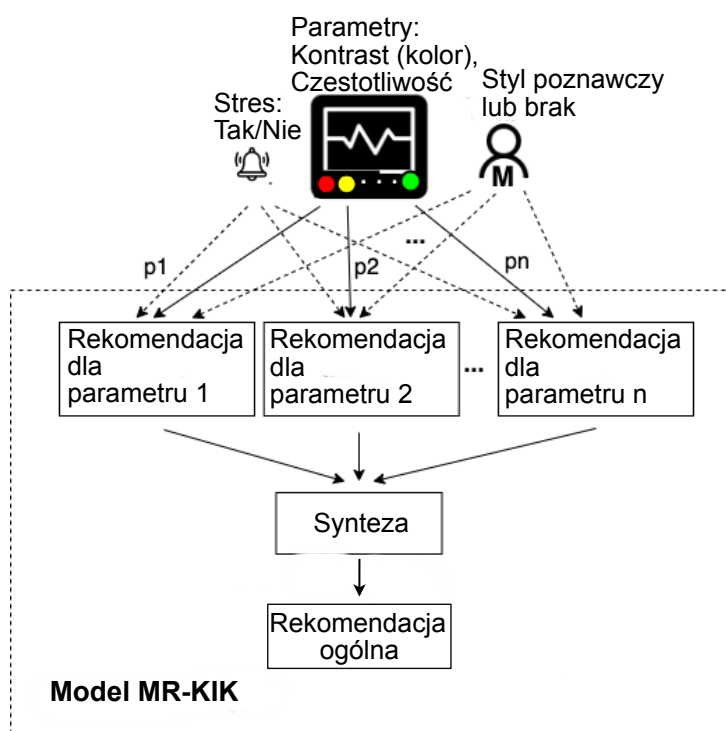 Parametry:
Kontrast (kolor),
Czestotliwość
Stres:
Tak/Nie
Styl poznawczy
lub brak
M
...
p1
p2
pn
Rekomendacja
dla
parametru 1
Rekomendacja
dla
parametru 2
...
Rekomendacja
dla
parametru n
Synteza
Rekomendacja
ogólna
Model MR-KIK